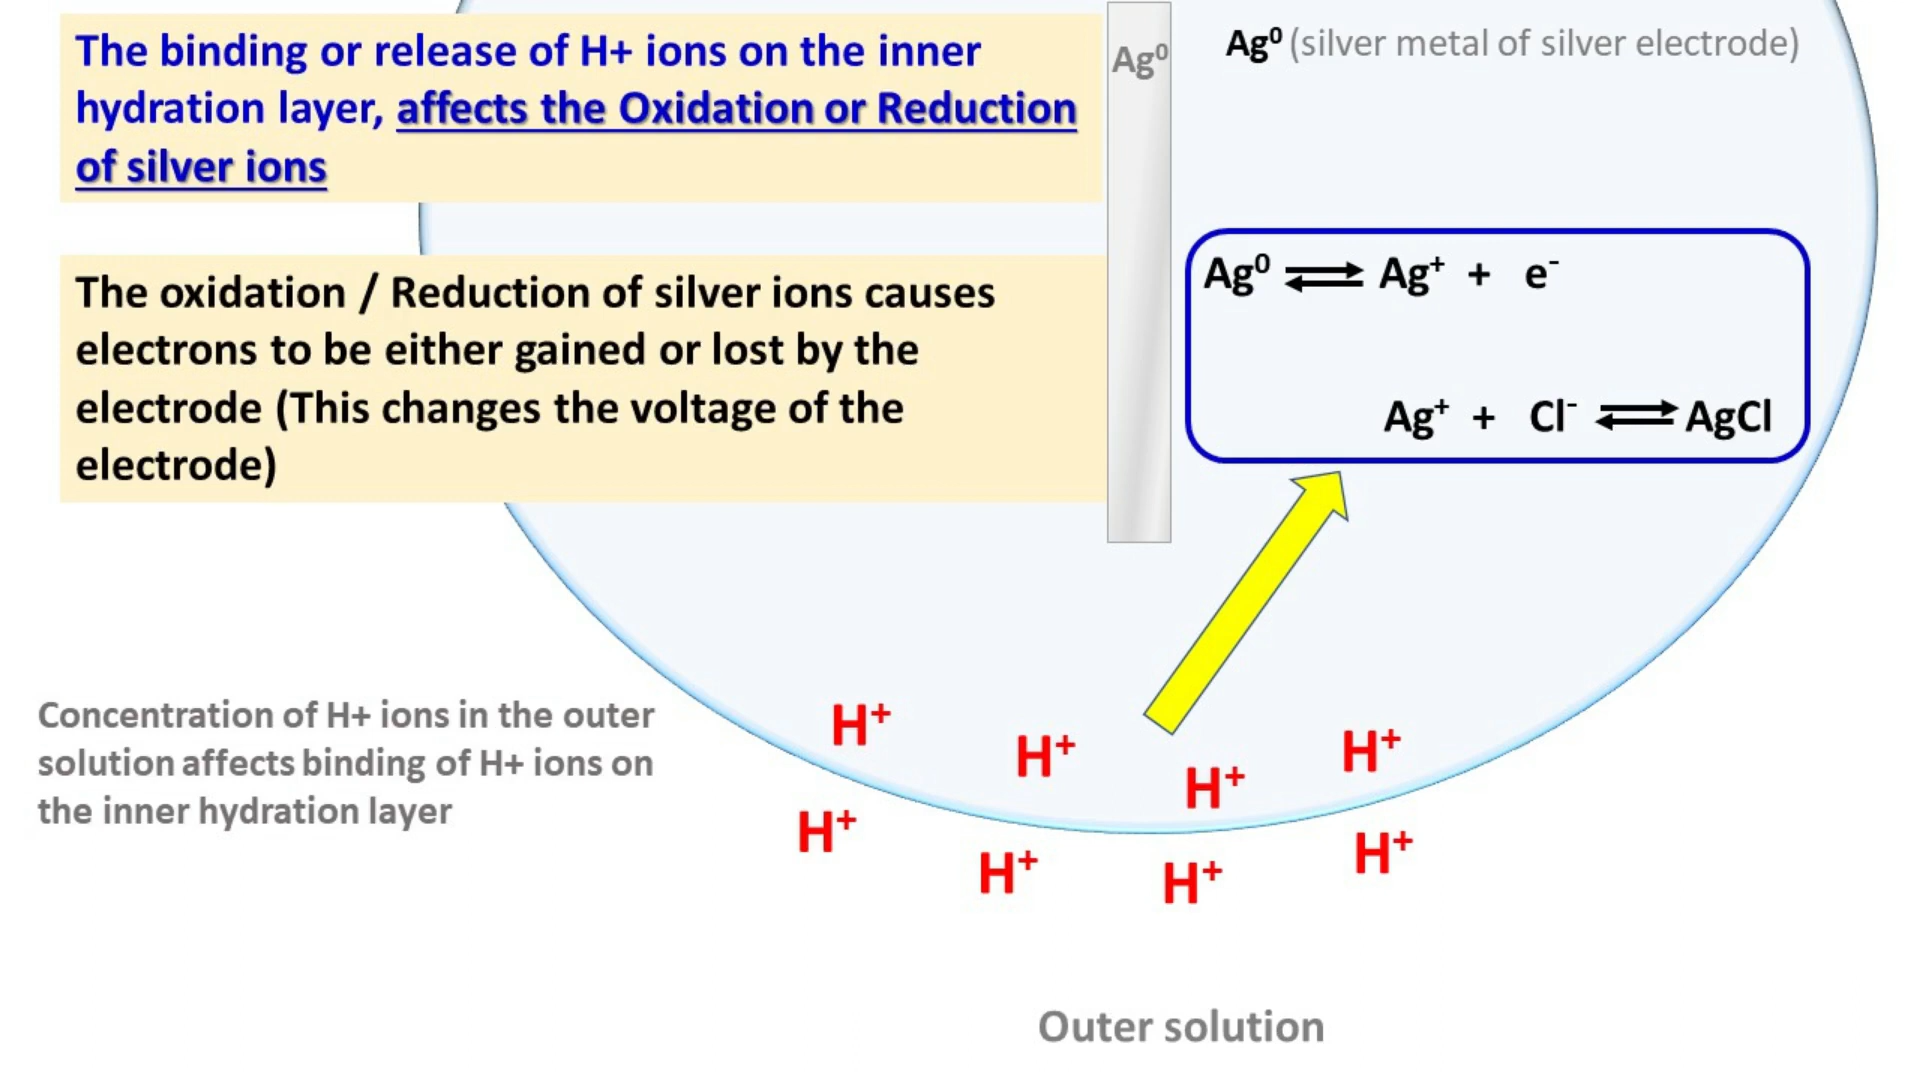 The binding or release of H+ ions on the inner
hydration layer, affects the Oxidation or Reduction
of silver ions
Ag⁰
Ag⁰ (silver metal of silver electrode)
The oxidation / Reduction of silver ions causes
electrons to be either gained or lost by the
electrode (This changes the voltage of the
electrode)
Ag⁰ ⇌ Ag⁺ + e⁻
Ag⁺ + Cl⁻ ⇌ AgCl
Concentration of H+ ions in the outer
solution affects binding of H+ ions on
the inner hydration layer
H⁺
H⁺
H⁺
H⁺
H⁺
H⁺
H⁺
H⁺
Outer solution